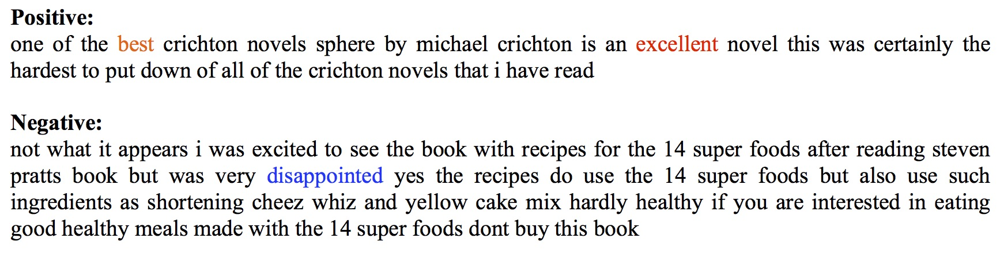 Positive:
one of the best crichton novels sphere by michael crichton is an excellent novel this was certainly the
hardest to put down of all of the crichton novels that i have read
Negative:
not what it appears i was excited to see the book with recipes for the 14 super foods after reading steven
pratts book but was very disappointed yes the recipes do use the 14 super foods but also use such
ingredients as shortening cheez whiz and yellow cake mix hardly healthy if you are interested in eating
good healthy meals made with the 14 super foods dont buy this book